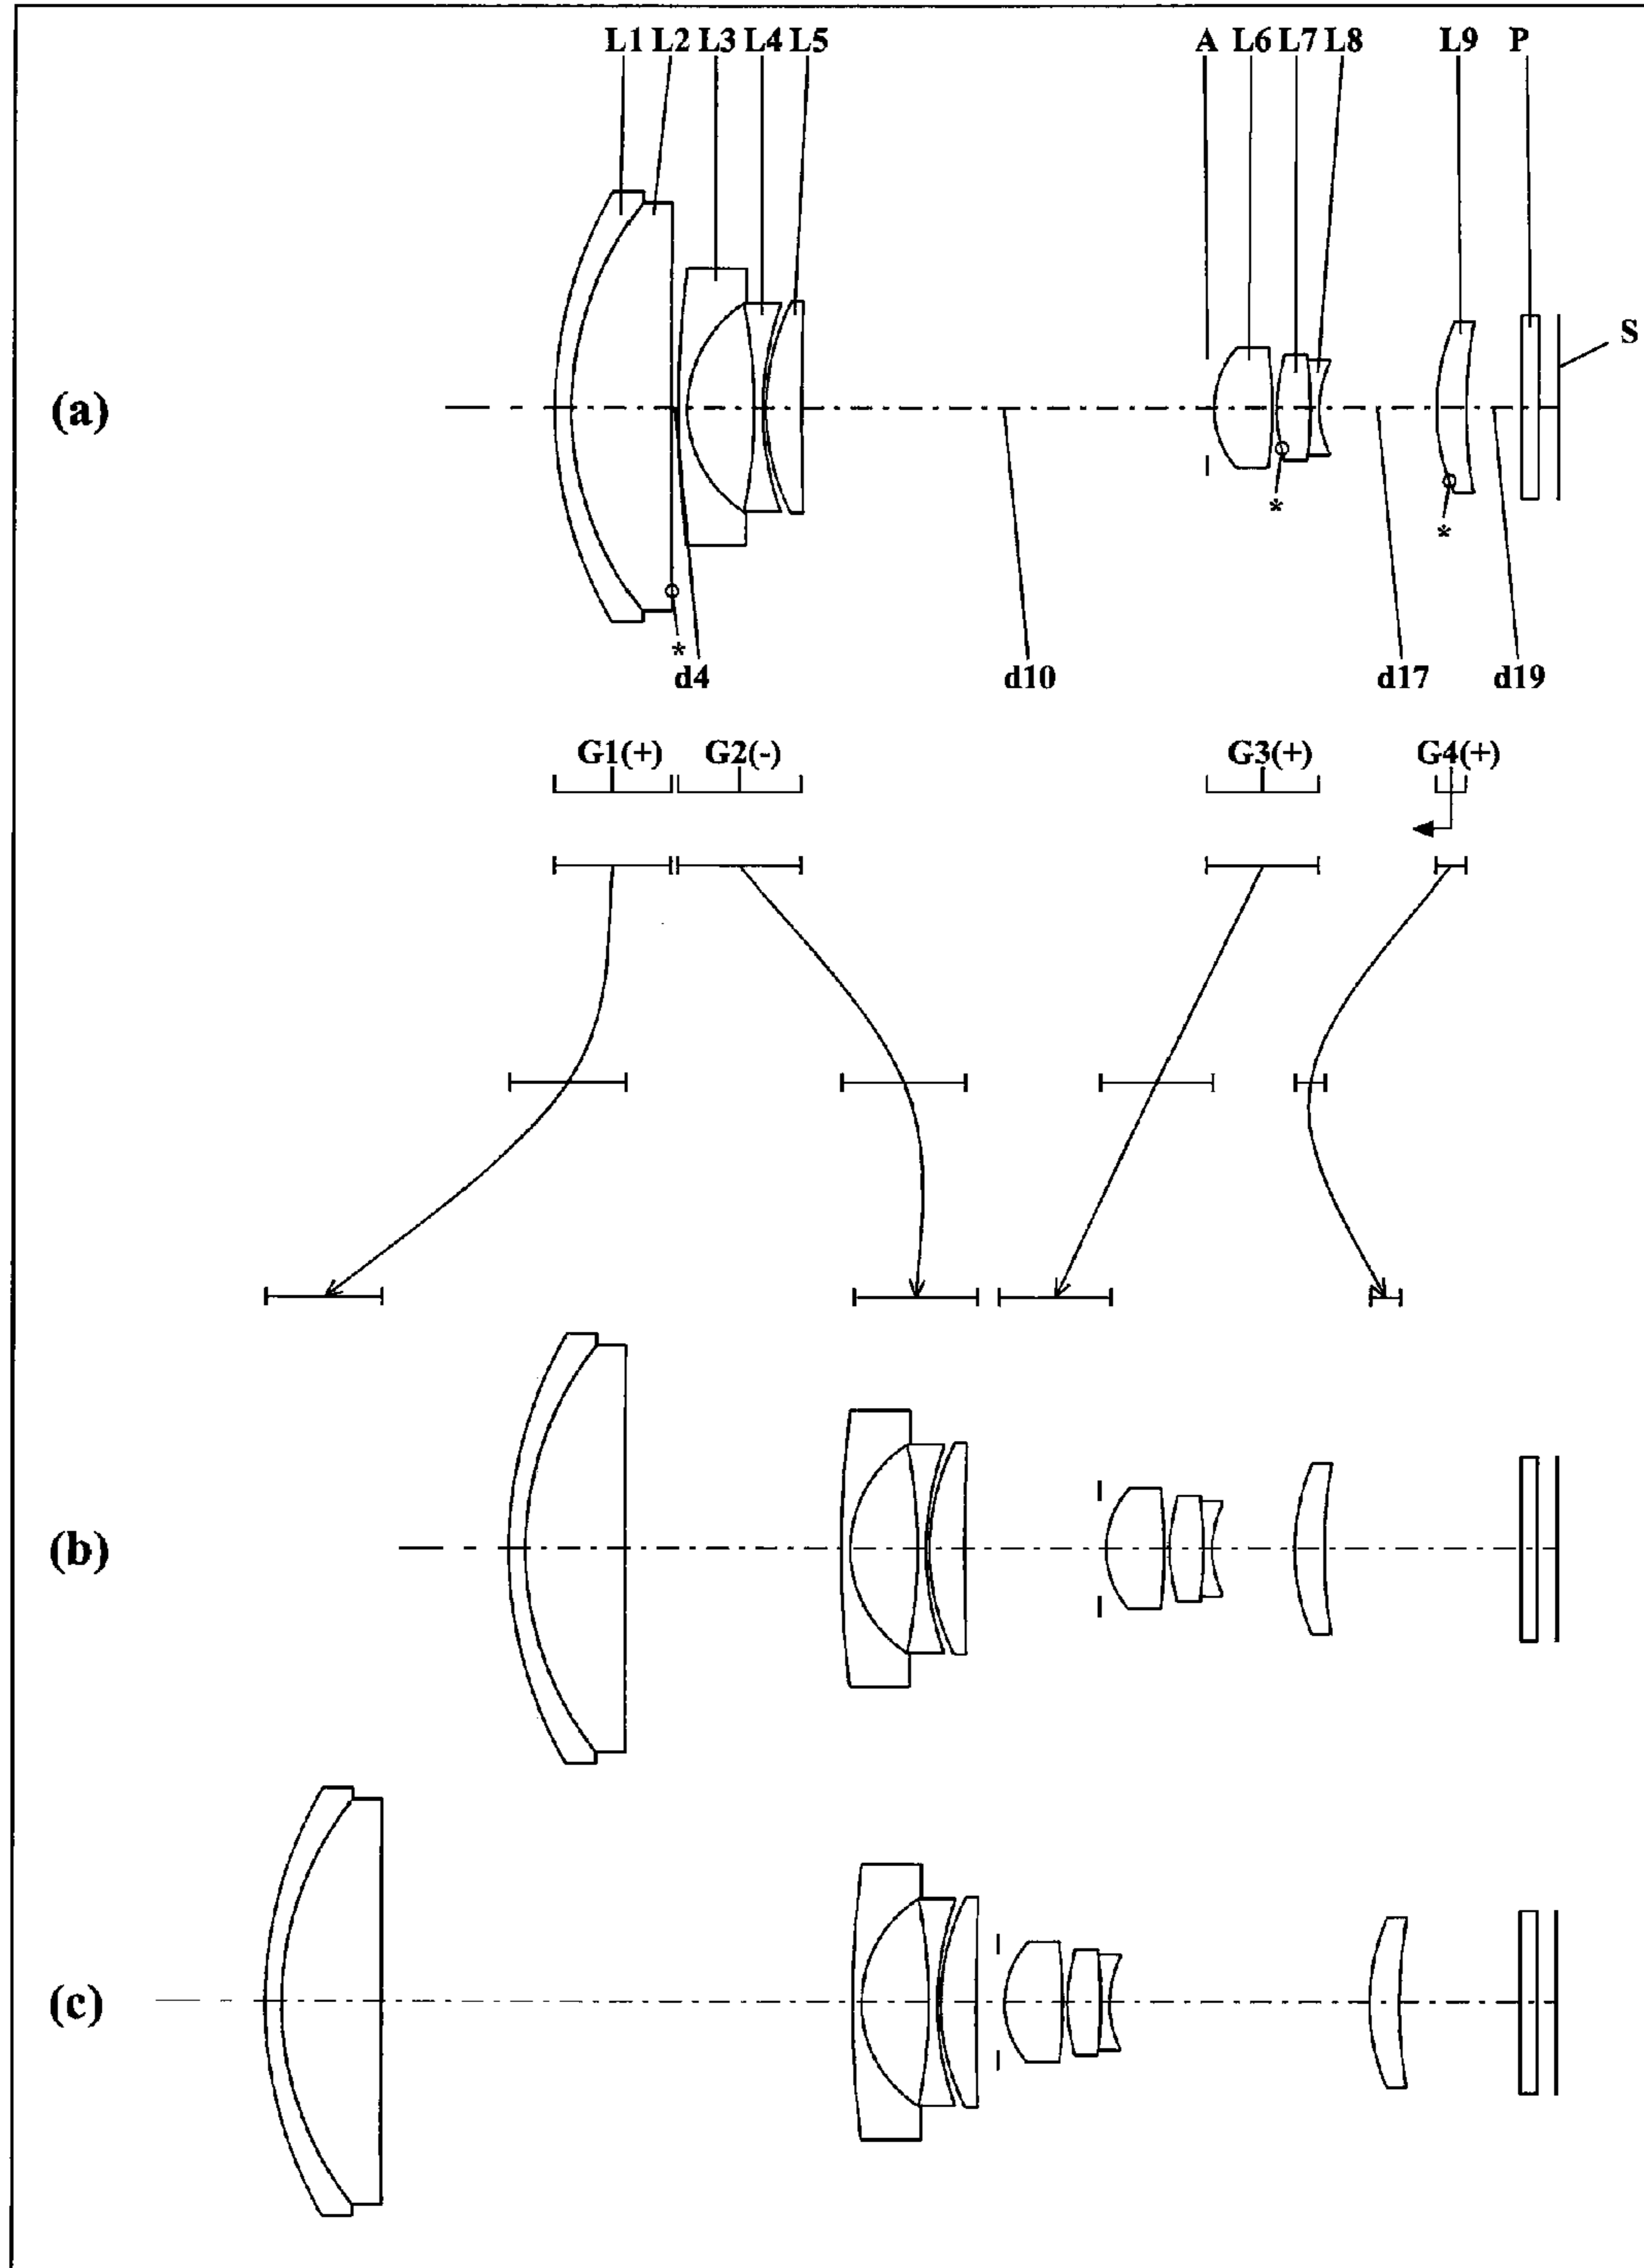 L1 L2 L3 L4 L5 A L6 L7 L8 L9 P
S
(a)
*
*
*
d4 d10 d17 d19
G1(+) G2(-) G3(+) G4(+)
(b)
(c)